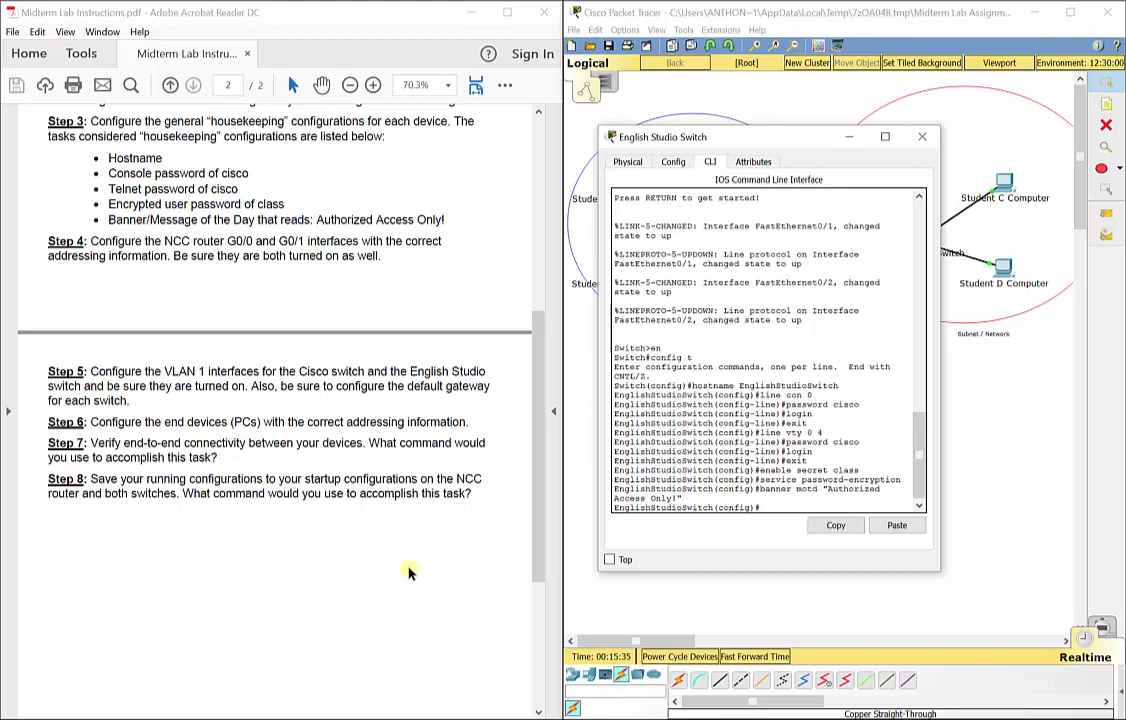 Midterm Lab Instructions.pdf - Adobe Acrobat Reader DC
File Edit View Window Help
Home Tools Midterm Lab Instru... × Sign In
2 / 2 70.3%
Step 3: Configure the general “housekeeping” configurations for each device. The
tasks considered “housekeeping” configurations are listed below:
• Hostname
• Console password of cisco
• Telnet password of cisco
• Encrypted user password of class
• Banner/Message of the Day that reads: Authorized Access Only!
Step 4: Configure the NCC router G0/0 and G0/1 interfaces with the correct
addressing information. Be sure they are both turned on as well.
Step 5: Configure the VLAN 1 interfaces for the Cisco switch and the English Studio
switch and be sure they are turned on. Also, be sure to configure the default gateway
for each switch.
Step 6: Configure the end devices (PCs) with the correct addressing information.
Step 7: Verify end-to-end connectivity between your devices. What command would
you use to accomplish this task?
Step 8: Save your running configurations to your startup configurations on the NCC
router and both switches. What command would you use to accomplish this task?
Cisco Packet Tracer - C:\Users\ANTHON~1\AppData\Local\Temp\7zOA04B.tmp\Midterm Lab Assignm...
File Edit Options View Tools Extensions Help
Logical Back [Root] New Cluster Move Object Set Tiled Background Viewport Environment: 12:30:00
English Studio Switch
Physical Config CLI Attributes
IOS Command Line Interface
Press RETURN to get started!
%LINK-5-CHANGED: Interface FastEthernet0/1, changed
state to up
%LINEPROTO-5-UPDOWN: Line protocol on Interface
FastEthernet0/1, changed state to up
%LINK-5-CHANGED: Interface FastEthernet0/2, changed
state to up
%LINEPROTO-5-UPDOWN: Line protocol on Interface
FastEthernet0/2, changed state to up
Switch>en
Switch#config t
Enter configuration commands, one per line. End with
CNTL/Z.
Switch(config)#hostname EnglishStudioSwitch
EnglishStudioSwitch(config)#line con 0
EnglishStudioSwitch(config-line)#password cisco
EnglishStudioSwitch(config-line)#login
EnglishStudioSwitch(config-line)#exit
EnglishStudioSwitch(config)#line vty 0 4
EnglishStudioSwitch(config-line)#password cisco
EnglishStudioSwitch(config-line)#login
EnglishStudioSwitch(config-line)#exit
EnglishStudioSwitch(config)#enable secret class
EnglishStudioSwitch(config)#service password-encryption
EnglishStudioSwitch(config)#banner motd "Authorized
Access Only!"
EnglishStudioSwitch(config)#
Copy Paste
Top
Stude
Stude
Student C Computer
witch
Student D Computer
Subnet / Network
Time: 00:15:35 Power Cycle Devices Fast Forward Time
Realtime
Copper Straight-Through